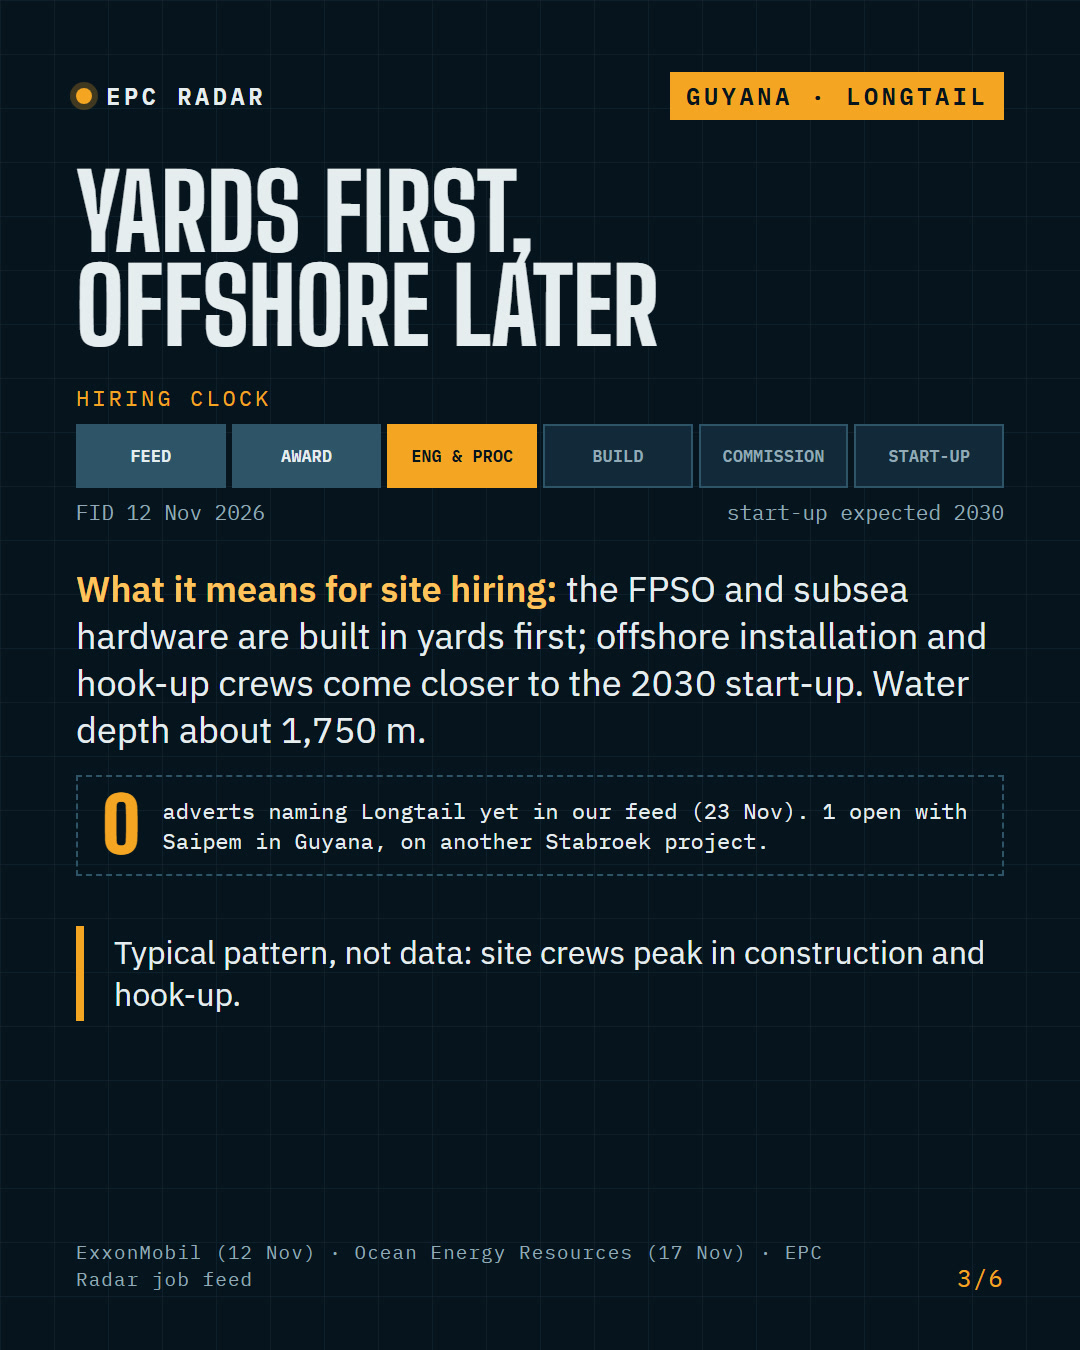 EPC RADAR
GUYANA · LONGTAIL
YARDS FIRST,
OFFSHORE LATER
HIRING CLOCK
FEED
AWARD
ENG & PROC
BUILD
COMMISSION
START-UP
FID 12 Nov 2026
start-up expected 2030
What it means for site hiring: the FPSO and subsea
hardware are built in yards first; offshore installation and
hook-up crews come closer to the 2030 start-up. Water
depth about 1,750 m.
0
adverts naming Longtail yet in our feed (23 Nov). 1 open with
Saipem in Guyana, on another Stabroek project.
Typical pattern, not data: site crews peak in construction and
hook-up.
ExxonMobil (12 Nov) · Ocean Energy Resources (17 Nov) · EPC
Radar job feed
3/6